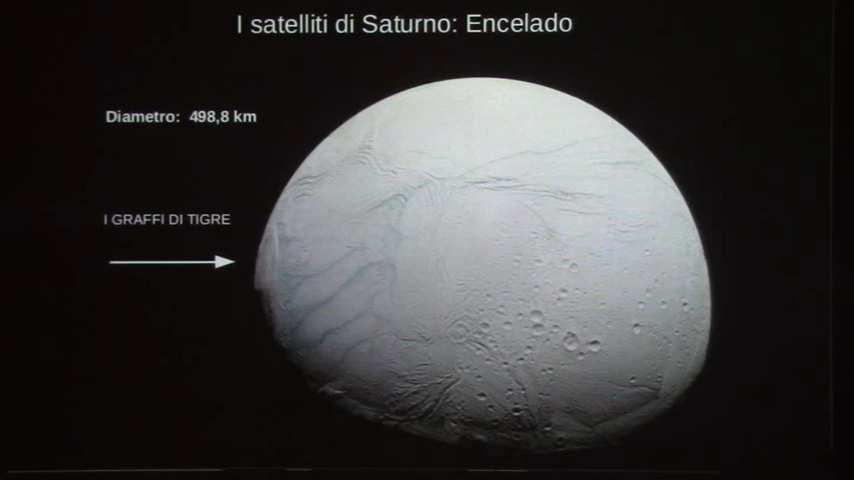 I satelliti di Saturno: Encelado
Diametro: 498,8 km
I GRAFFI DI TIGRE